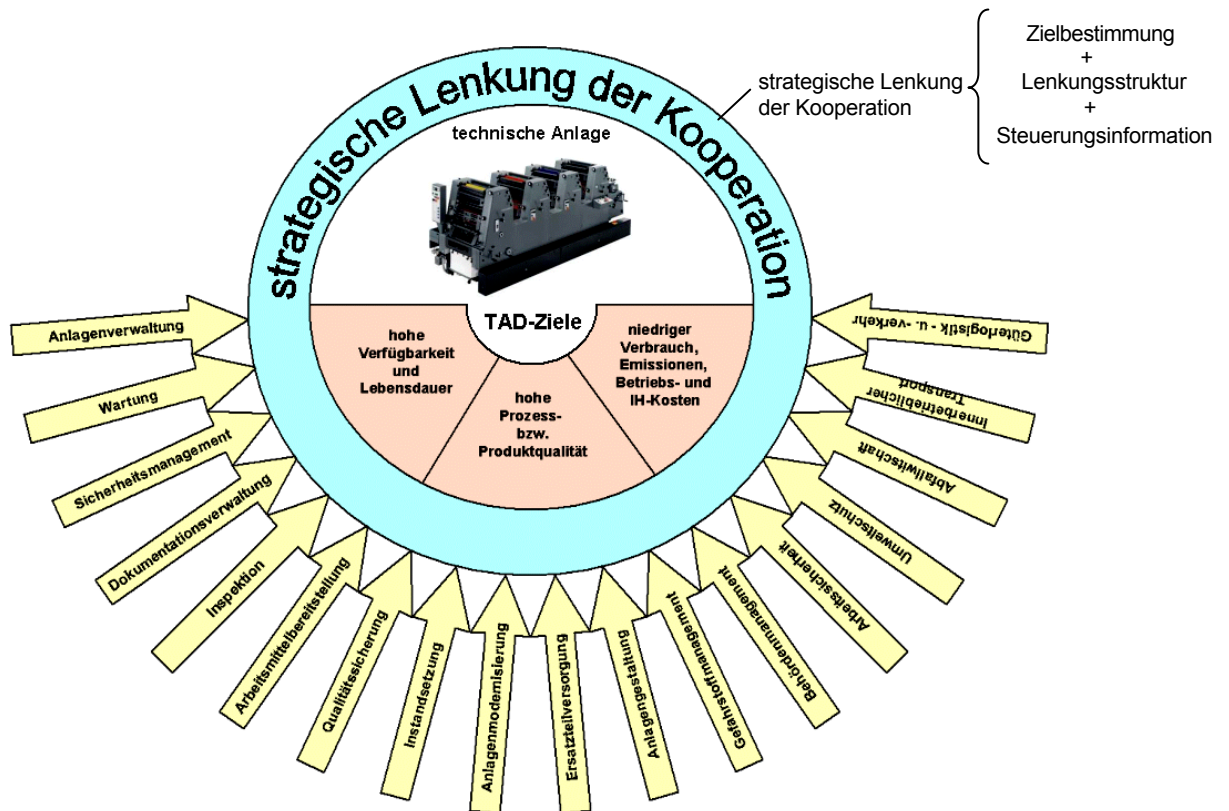 strategische Lenkung der Kooperation
technische Anlage
TAD-Ziele
hohe
Verfügbarkeit
und
Lebensdauer
hohe
Prozess-
bzw.
Produktqualität
niedriger
Verbrauch,
Emissionen,
Betriebs- und
IH-Kosten
strategische Lenkung
der Kooperation
Zielbestimmung
+
Lenkungsstruktur
+
Steuerungsinformation
Anlagenverwaltung
Wartung
Sicherheitsmanagement
Dokumentationsverwaltung
Inspektion
Arbeitsmittelbereitstellung
Qualitätssicherung
Instandsetzung
Anlagenmodernisierung
Ersatzteilversorgung
Anlagengestaltung
Gefahrstoffmanagement
Behördenmanagement
Arbeitssicherheit
Umweltschutz
Abfallwitschaft
Innerbetrieblicher
Transport
Güterlogistik - u. -verkehr